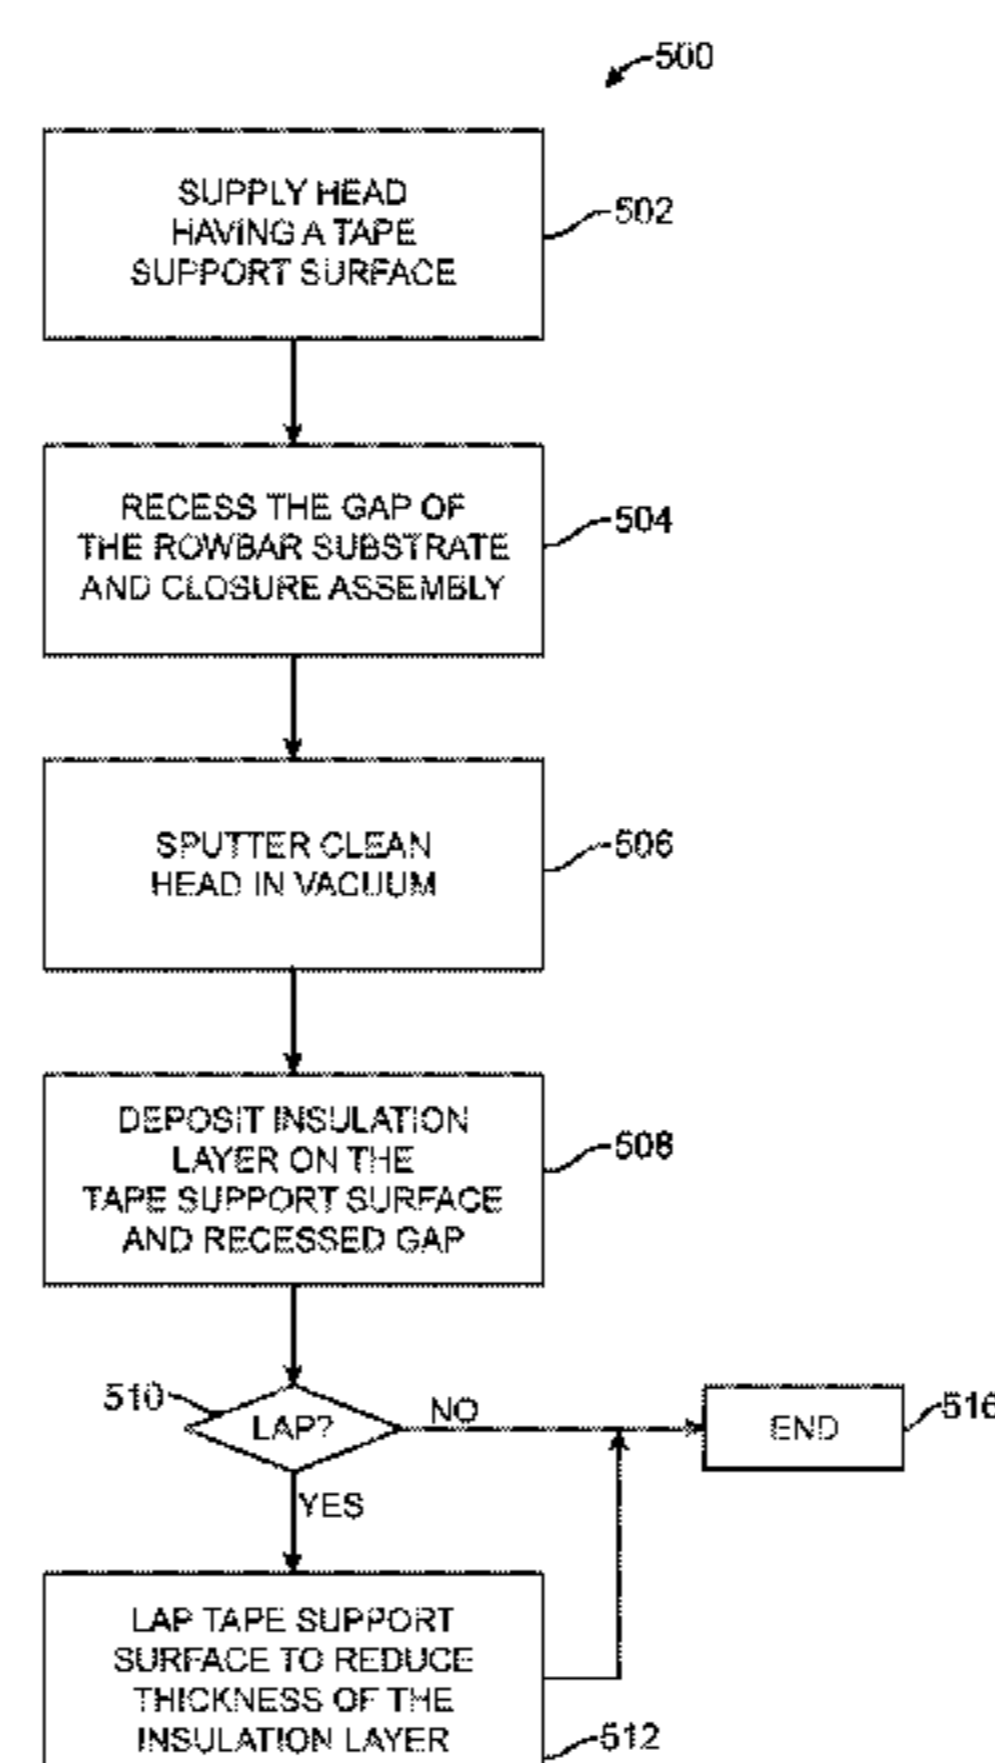 500
SUPPLY HEAD
HAVING A TAPE
SUPPORT SURFACE
502
RECESS THE GAP OF
THE ROWBAR SUBSTRATE
AND CLOSURE ASSEMBLY
504
SPUTTER CLEAN
HEAD IN VACUUM
506
DEPOSIT INSULATION
LAYER ON THE
TAPE SUPPORT SURFACE
AND RECESSED GAP
508
510
LAP?
NO
END
516
YES
LAP TAPE SUPPORT
SURFACE TO REDUCE
THICKNESS OF THE
INSULATION LAYER
512